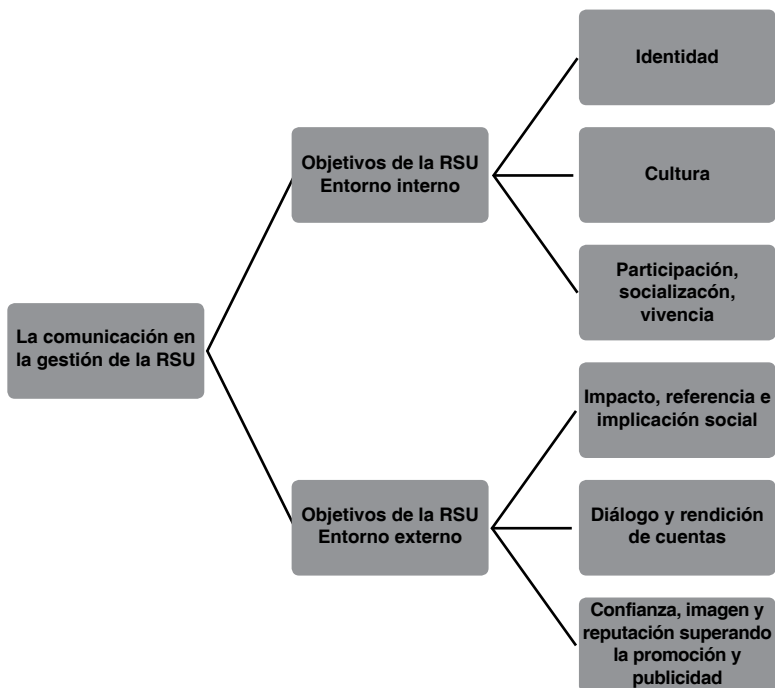 La comunicación en
la gestión de la RSU
Objetivos de la RSU
Entorno interno
Identidad
Cultura
Participación,
socializacón,
vivencia
Objetivos de la RSU
Entorno externo
Impacto, referencia e
implicación social
Diálogo y rendición
de cuentas
Confianza, imagen y
reputación superando
la promoción y
publicidad